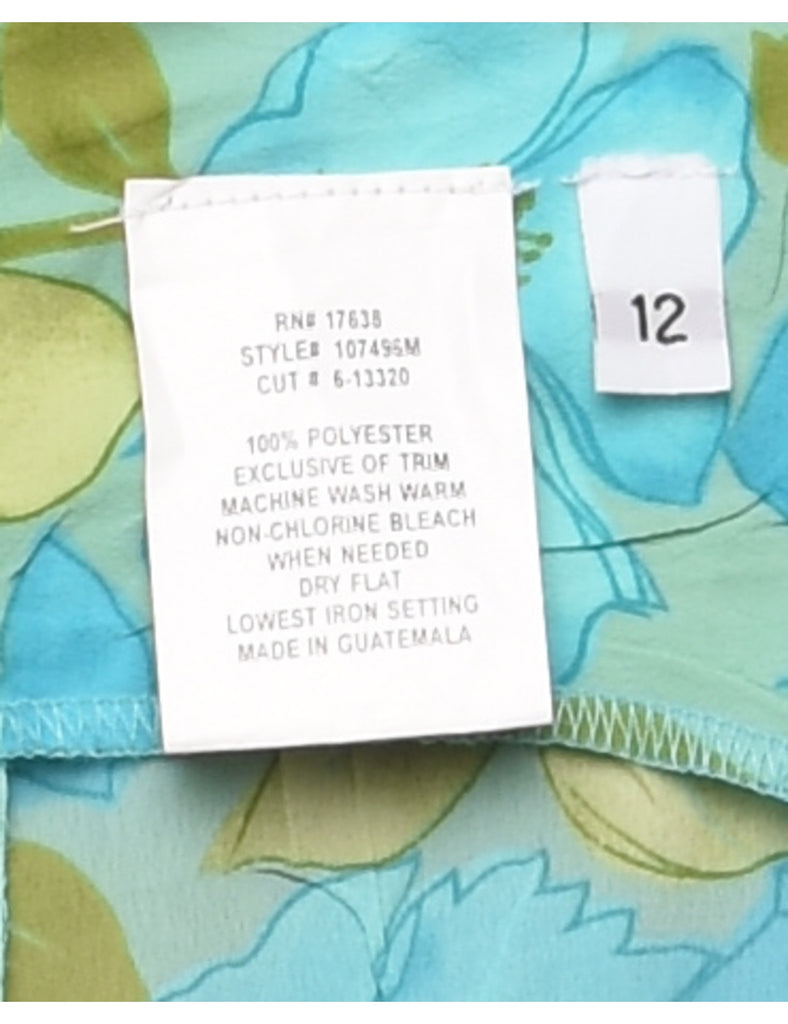 RN# 17638
STYLE# 107496M
CUT # 6-13320
100% POLYESTER
EXCLUSIVE OF TRIM
MACHINE WASH WARM
NON-CHLORINE BLEACH
WHEN NEEDED
DRY FLAT
LOWEST IRON SETTING
MADE IN GUATEMALA
12